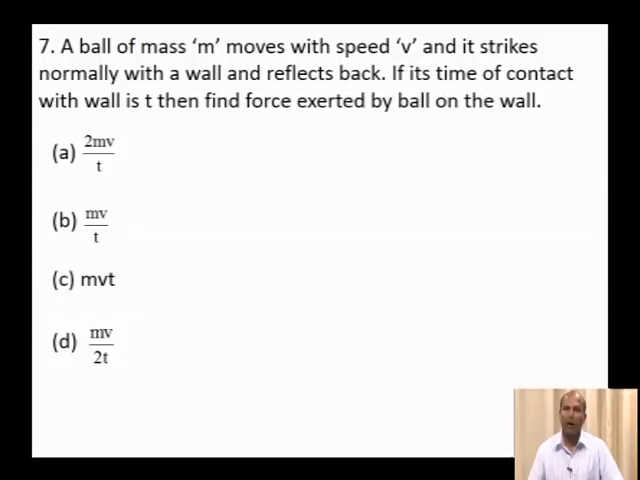 7. A ball of mass ‘m’ moves with speed ‘v’ and it strikes
normally with a wall and reflects back. If its time of contact
with wall is t then find force exerted by ball on the wall.
(a) 2mv/t
(b) mv/t
(c) mvt
(d) mv/2t